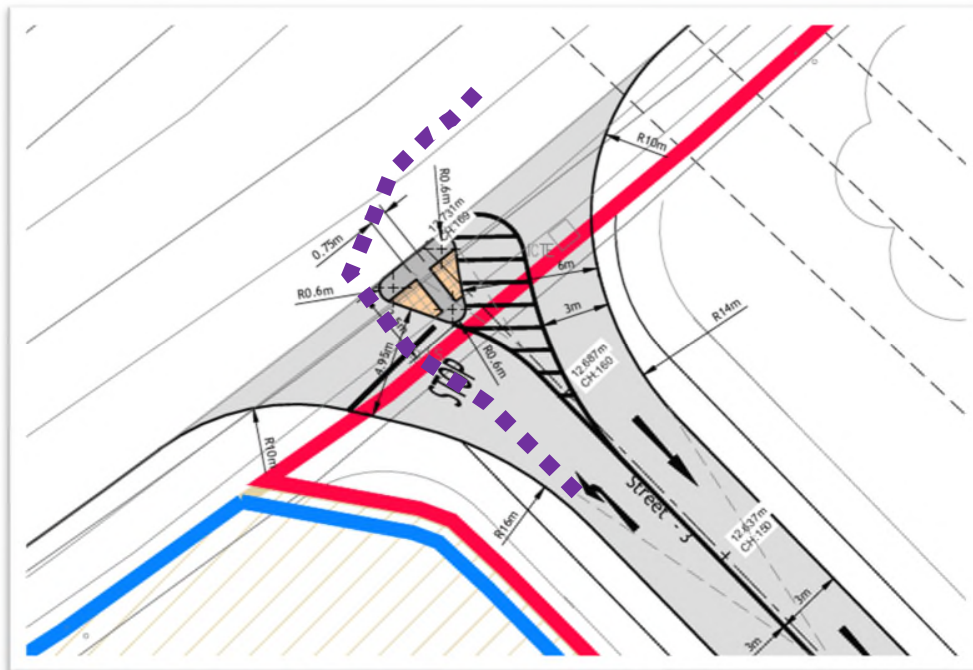 R10m
R0.6m
12.731m
CH:169
0.75m
R0.6m
6m
3m
R14m
4.95m
STOP
R0.6m
12.687m
CH:160
R10m
R16m
Street - 3
12.637m
CH:150
3m
3m